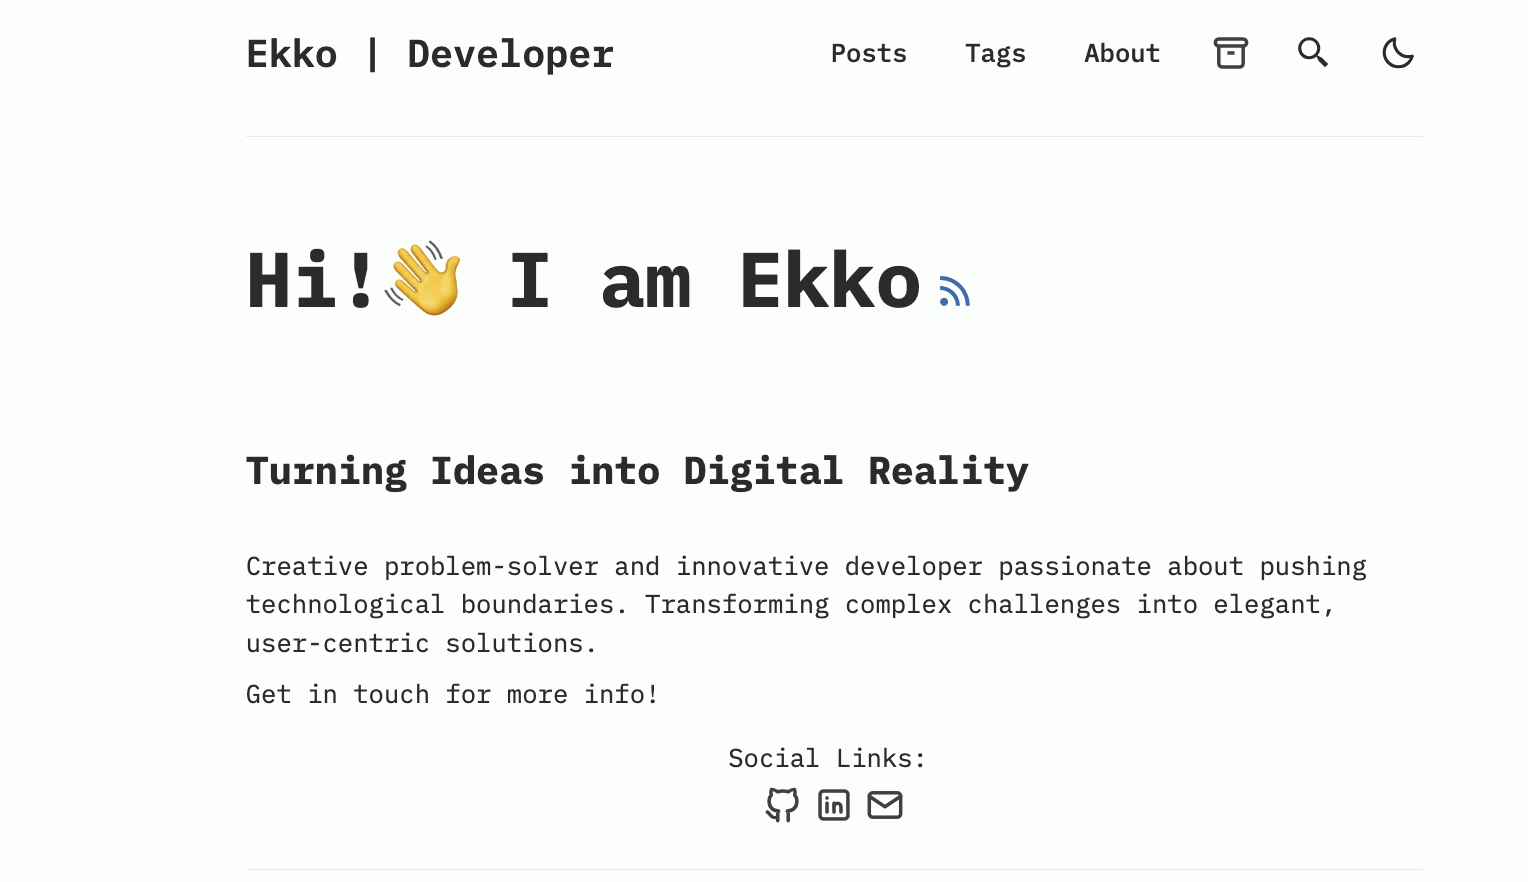 Ekko | Developer
Posts Tags About
Hi!👋 I am Ekko
Turning Ideas into Digital Reality
Creative problem-solver and innovative developer passionate about pushing
technological boundaries. Transforming complex challenges into elegant,
user-centric solutions.
Get in touch for more info!
Social Links:
in